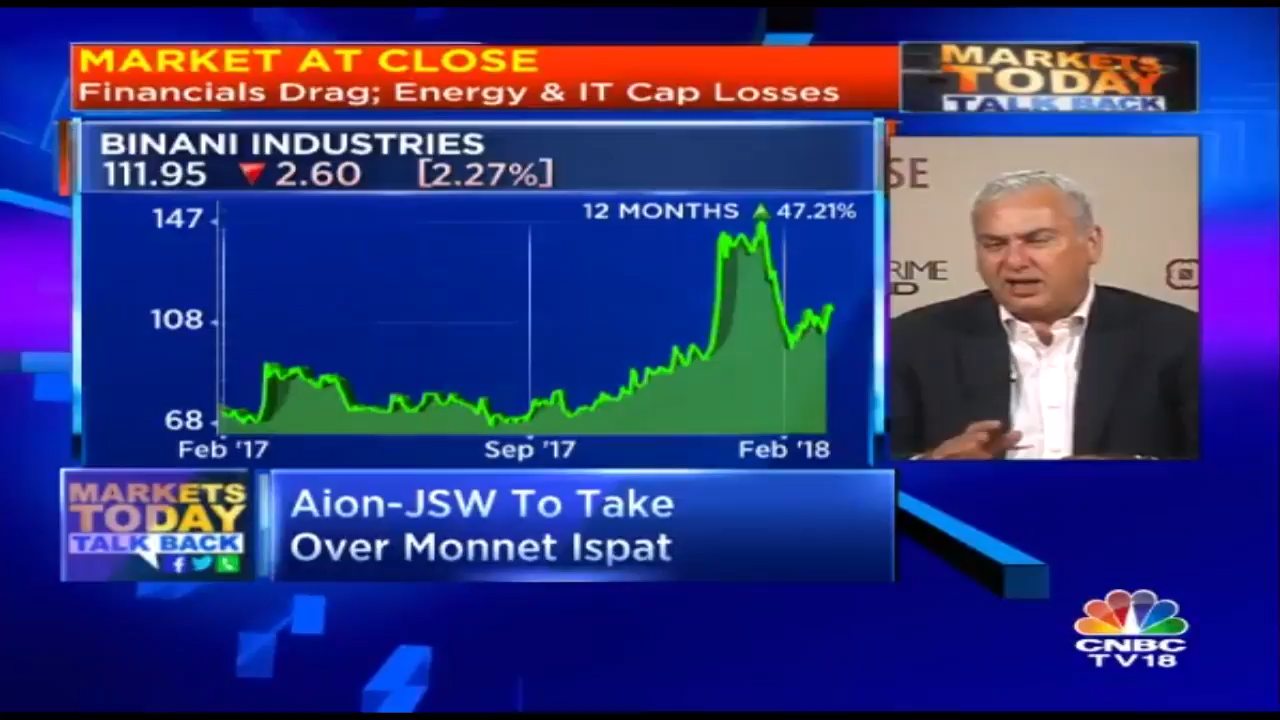 MARKET AT CLOSE
Financials Drag; Energy & IT Cap Losses
MARKETS
TODAY
TALK BACK
BINANI INDUSTRIES
111.95 ▼ 2.60 [2.27%]
12 MONTHS ▲ 47.21%
147
108
68
Feb '17 Sep '17 Feb '18
SE
RIME
D
MARKETS
TODAY
TALK BACK
Aion-JSW To Take
Over Monnet Ispat
CNBC
TV18